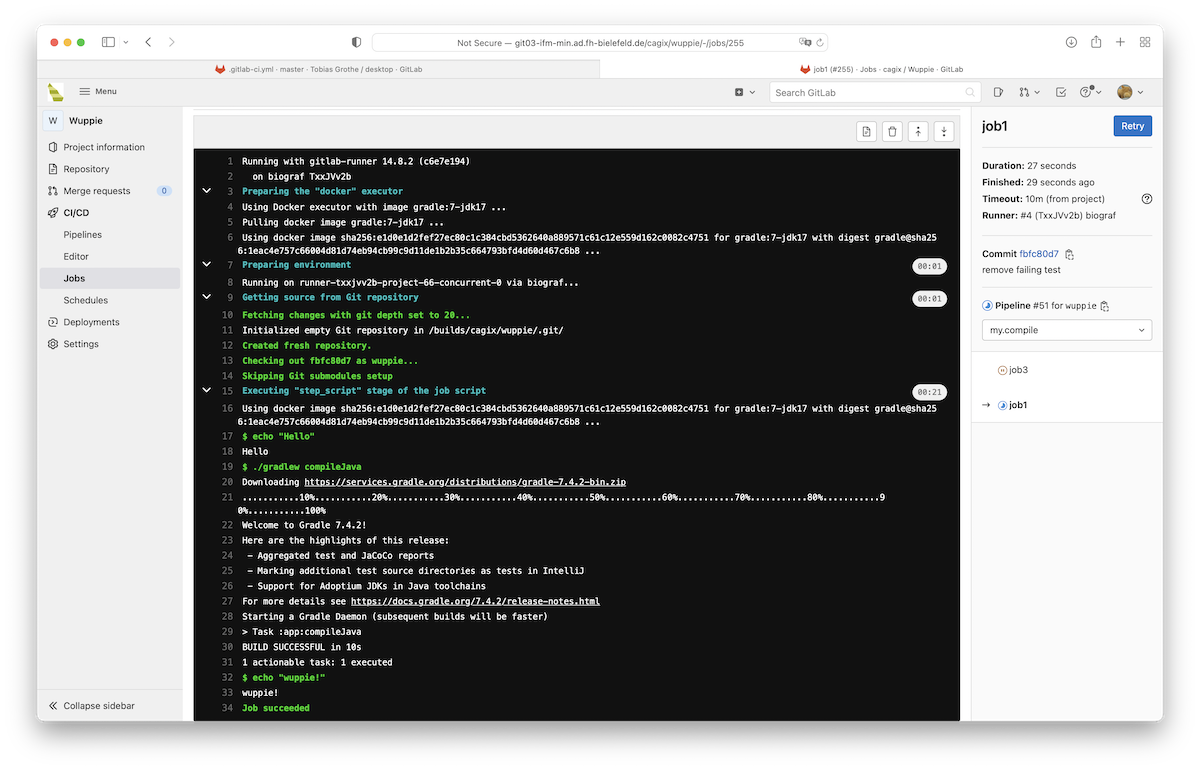 Not Secure — git03-ifm-min.ad.fh-bielefeld.de/cagix/wuppie/-/jobs/255
.gitlab-ci.yml · master · Tobias Grothe / desktop · GitLab
job1 (#255) · Jobs · cagix / Wuppie · GitLab
Menu
Search GitLab
W Wuppie
Project information
Repository
Merge requests 0
CI/CD
Pipelines
Editor
Jobs
Schedules
Deployments
Settings
Collapse sidebar
1 Running with gitlab-runner 14.8.2 (c6e7e194)
2 on biograf TxxJVv2b
3 Preparing the "docker" executor
4 Using Docker executor with image gradle:7-jdk17 ...
5 Pulling docker image gradle:7-jdk17 ...
6 Using docker image sha256:e1d0e1d2fef27ec80c1c384cbd5362640a889571c61c12e559d162c0082c4751 for gradle:7-jdk17 with digest gradle@sha25
6:1eac4e757c66004d81d74eb94cb99c9d11de1b2b35c664793bfd4d60d467c6b8 ...
7 Preparing environment 00:01
8 Running on runner-txxjvv2b-project-66-concurrent-0 via biograf...
9 Getting source from Git repository 00:01
10 Fetching changes with git depth set to 20...
11 Initialized empty Git repository in /builds/cagix/wuppie/.git/
12 Created fresh repository.
13 Checking out fbfc80d7 as wuppie...
14 Skipping Git submodules setup
15 Executing "step_script" stage of the job script 00:21
16 Using docker image sha256:e1d0e1d2fef27ec80c1c384cbd5362640a889571c61c12e559d162c0082c4751 for gradle:7-jdk17 with digest gradle@sha25
6:1eac4e757c66004d81d74eb94cb99c9d11de1b2b35c664793bfd4d60d467c6b8 ...
17 $ echo "Hello"
18 Hello
19 $ ./gradlew compileJava
20 Downloading https://services.gradle.org/distributions/gradle-7.4.2-bin.zip
21 ...........10%...........20%...........30%...........40%...........50%...........60%...........70%...........80%...........9
0%...........100%
22 Welcome to Gradle 7.4.2!
23 Here are the highlights of this release:
24 - Aggregated test and JaCoCo reports
25 - Marking additional test source directories as tests in IntelliJ
26 - Support for Adoptium JDKs in Java toolchains
27 For more details see https://docs.gradle.org/7.4.2/release-notes.html
28 Starting a Gradle Daemon (subsequent builds will be faster)
29 > Task :app:compileJava
30 BUILD SUCCESSFUL in 10s
31 1 actionable task: 1 executed
32 $ echo "wuppie!"
33 wuppie!
34 Job succeeded
job1
Retry
Duration: 27 seconds
Finished: 29 seconds ago
Timeout: 10m (from project)
Runner: #4 (TxxJVv2b) biograf
Commit fbfc80d7
remove failing test
Pipeline #51 for wuppie
my.compile
job3
→ job1